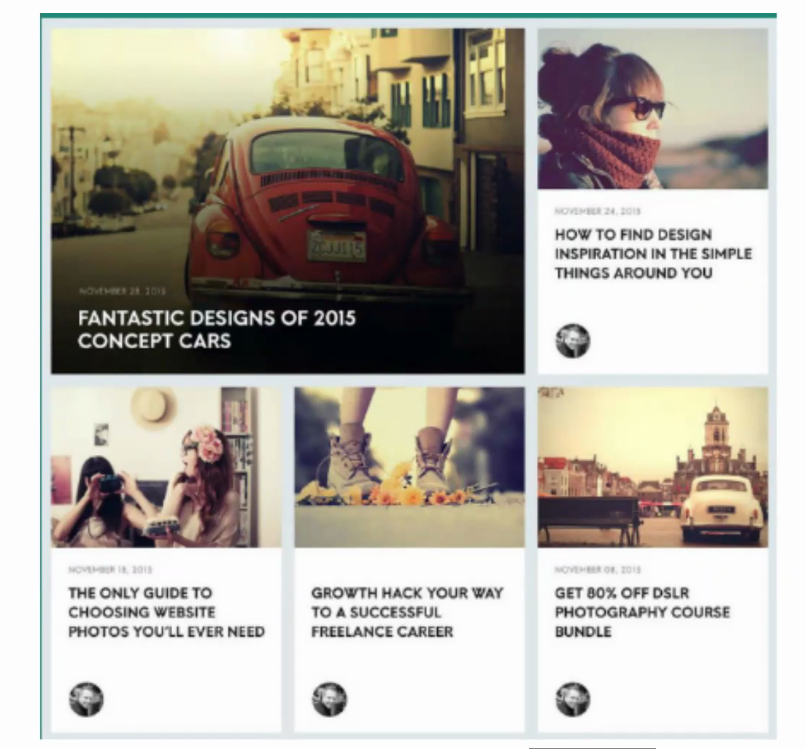 NOVEMBER 28, 2015
FANTASTIC DESIGNS OF 2015
CONCEPT CARS
NOVEMBER 24, 2015
HOW TO FIND DESIGN
INSPIRATION IN THE SIMPLE
THINGS AROUND YOU
NOVEMBER 18, 2015
THE ONLY GUIDE TO
CHOOSING WEBSITE
PHOTOS YOU'LL EVER NEED
GROWTH HACK YOUR WAY
TO A SUCCESSFUL
FREELANCE CAREER
NOVEMBER 08, 2015
GET 80% OFF DSLR
PHOTOGRAPHY COURSE
BUNDLE